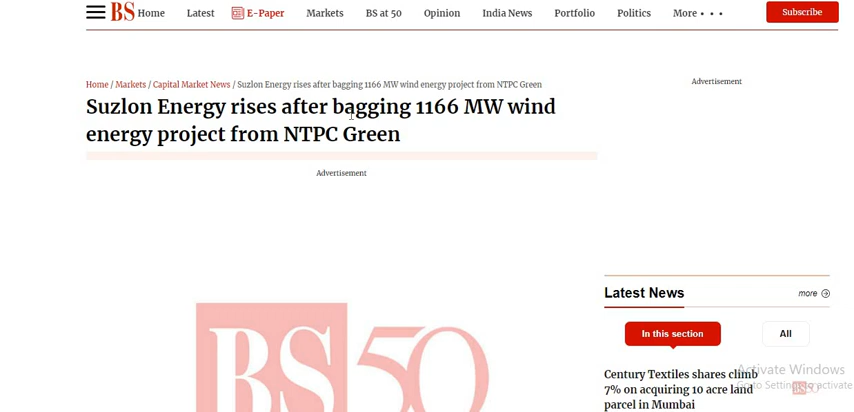 BS Home Latest E-Paper Markets BS at 50 Opinion India News Portfolio Politics More Subscribe
Home / Markets / Capital Market News / Suzlon Energy rises after bagging 1166 MW wind energy project from NTPC Green
Suzlon Energy rises after bagging 1166 MW wind
energy project from NTPC Green
Advertisement
BS50
Advertisement
Latest News
more
In this section
All
Century Textiles shares climb
7% on acquiring 10 acre land
parcel in Mumbai
Activate Windows
Go to Settings to activate
BS50